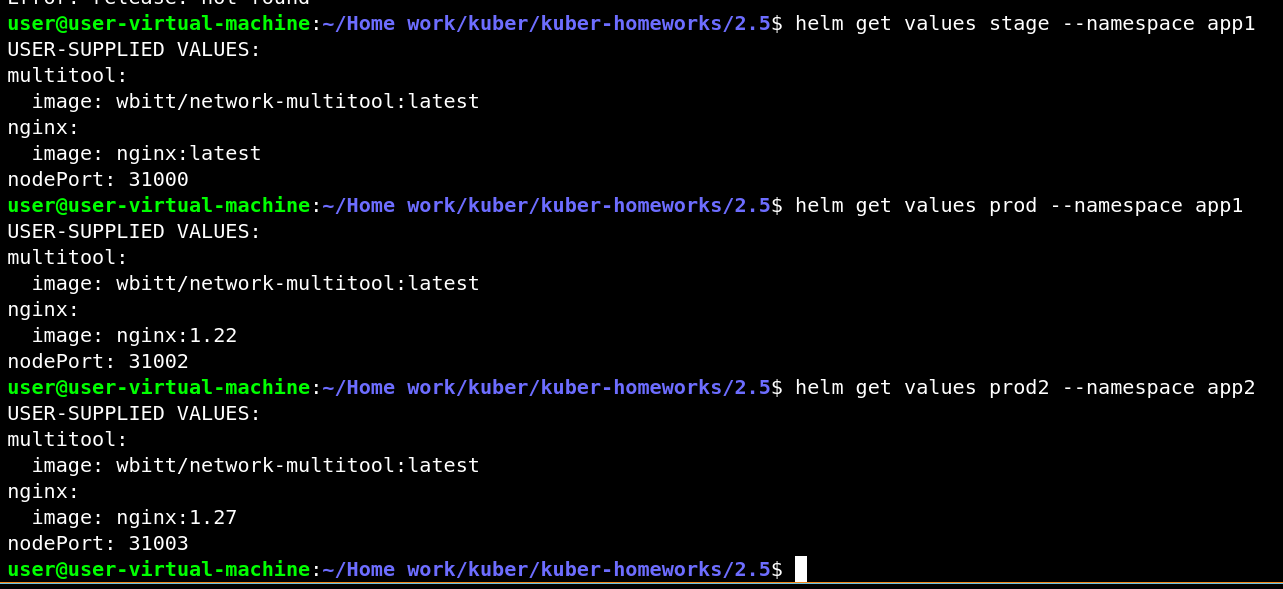 Error: release: not found
user@user-virtual-machine:~/Home work/kuber/kuber-homeworks/2.5$ helm get values stage --namespace app1
USER-SUPPLIED VALUES:
multitool:
  image: wbitt/network-multitool:latest
nginx:
  image: nginx:latest
nodePort: 31000
user@user-virtual-machine:~/Home work/kuber/kuber-homeworks/2.5$ helm get values prod --namespace app1
USER-SUPPLIED VALUES:
multitool:
  image: wbitt/network-multitool:latest
nginx:
  image: nginx:1.22
nodePort: 31002
user@user-virtual-machine:~/Home work/kuber/kuber-homeworks/2.5$ helm get values prod2 --namespace app2
USER-SUPPLIED VALUES:
multitool:
  image: wbitt/network-multitool:latest
nginx:
  image: nginx:1.27
nodePort: 31003
user@user-virtual-machine:~/Home work/kuber/kuber-homeworks/2.5$